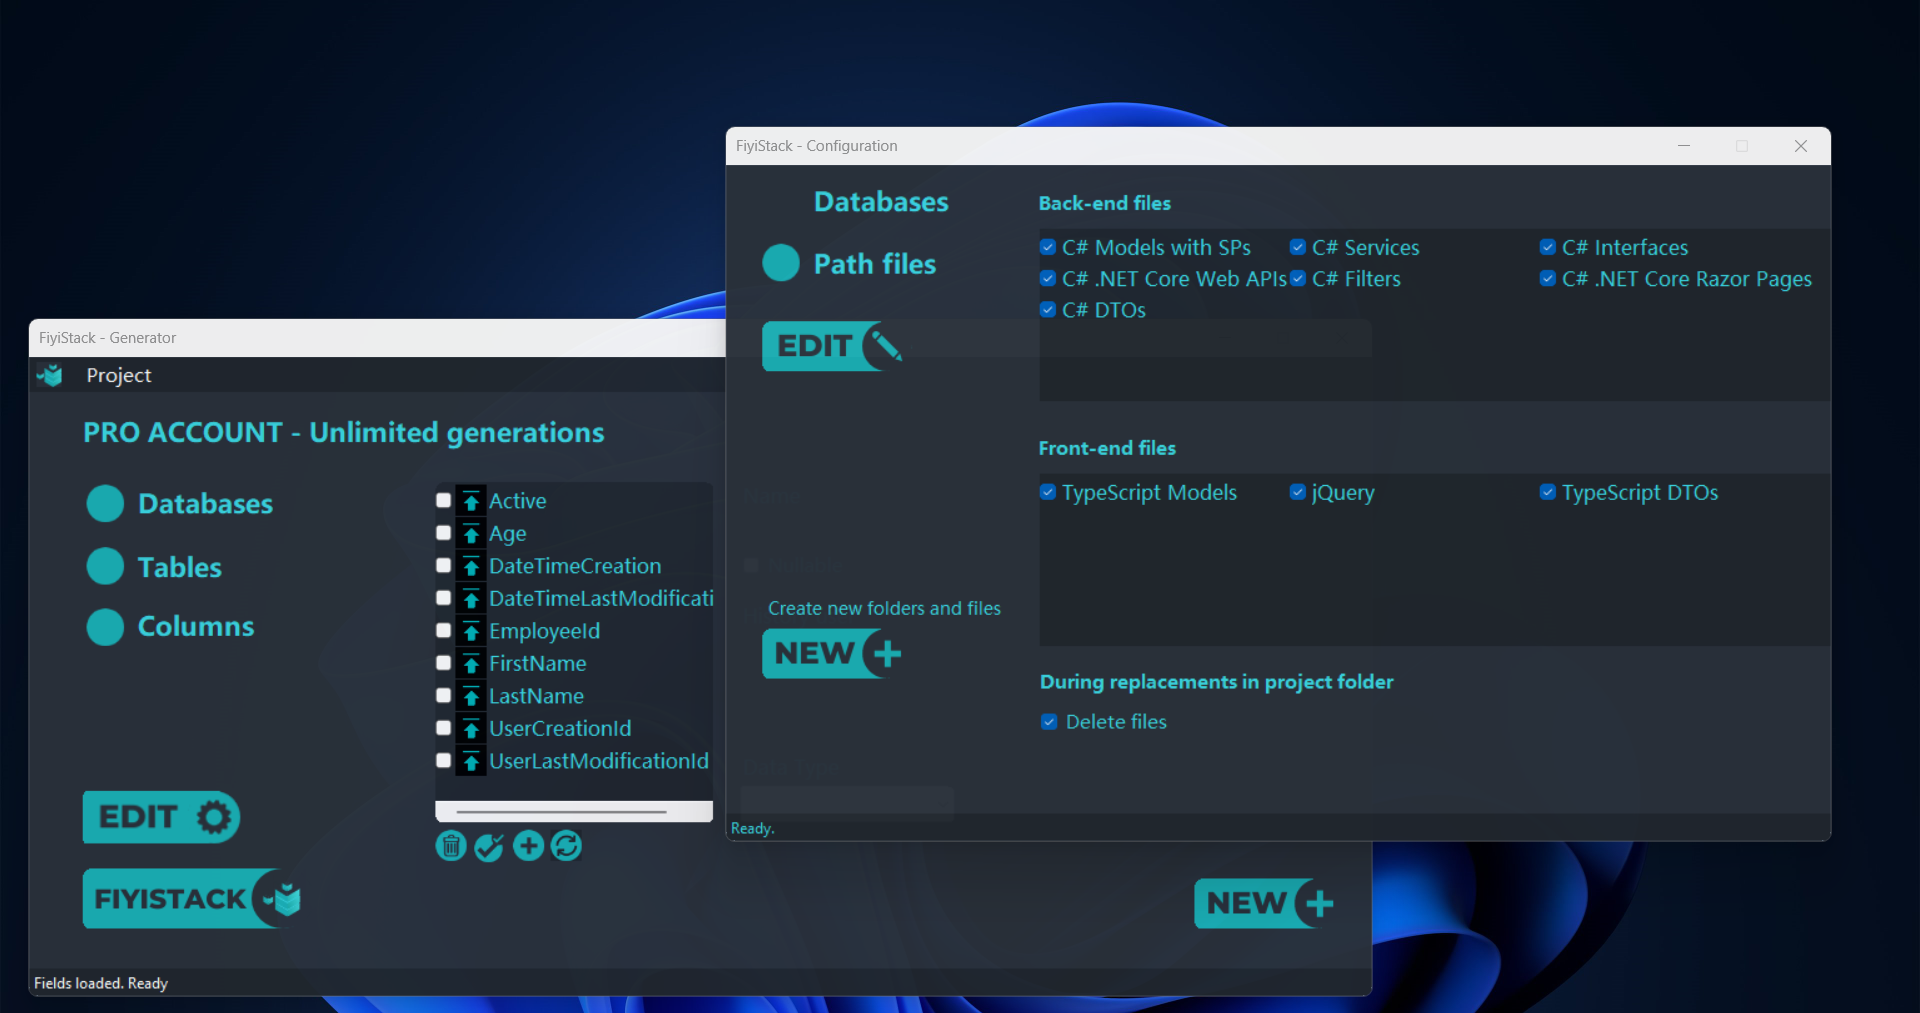 FiyiStack - Configuration
Databases
Path files
EDIT
Create new folders and files
NEW
Back-end files
C# Models with SPs
C# Services
C# Interfaces
C# .NET Core Web APIs
C# Filters
C# .NET Core Razor Pages
C# DTOs
Front-end files
TypeScript Models
jQuery
TypeScript DTOs
During replacements in project folder
Delete files
Ready.
FiyiStack - Generator
Project
PRO ACCOUNT - Unlimited generations
Databases
Tables
Columns
Active
Age
DateTimeCreation
DateTimeLastModificati
EmployeeId
FirstName
LastName
UserCreationId
UserLastModificationId
EDIT
FIYISTACK
NEW
Fields loaded. Ready